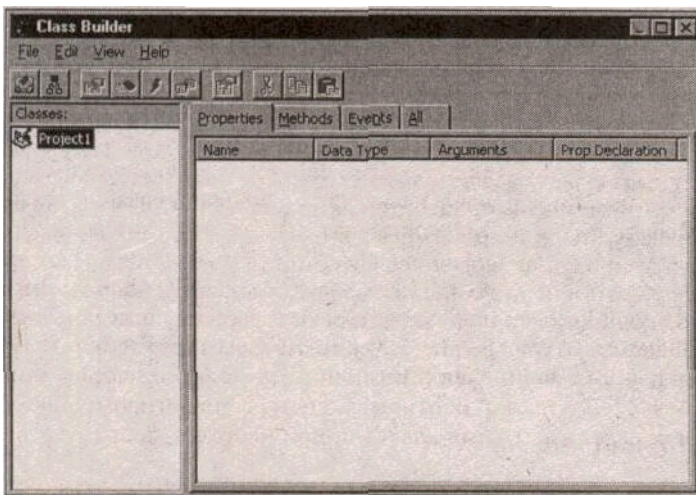 Class Builder
File Edit View Help
Classes:
Project1
Properties Methods Events All
Name Data Type Arguments Prop Declaration